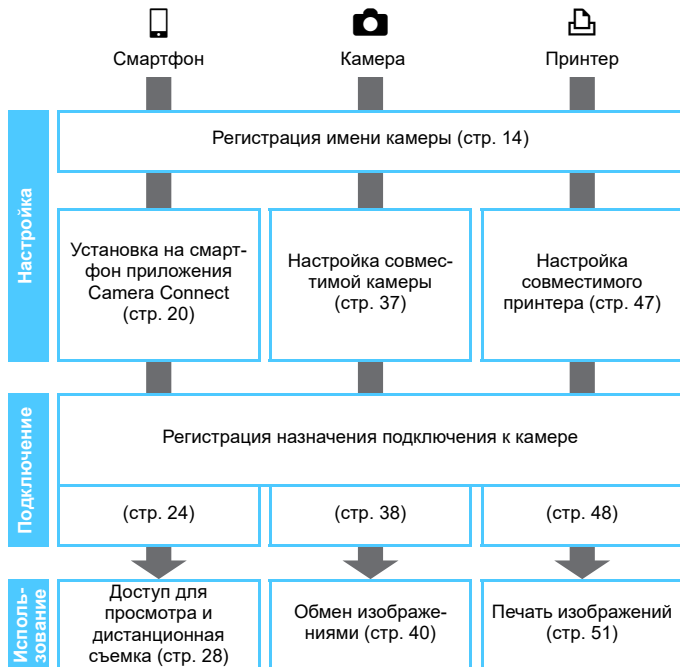 Смартфон
Камера
Принтер
Настройка
Регистрация имени камеры (стр. 14)
Установка на смарт-
фон приложения
Camera Connect
(стр. 20)
Настройка совмес-
тимой камеры
(стр. 37)
Настройка
совместимого
принтера (стр. 47)
Подключение
Регистрация назначения подключения к камере
(стр. 24)
(стр. 38)
(стр. 48)
Исполь-
зование
Доступ для
просмотра и
дистанционная
съемка (стр. 28)
Обмен изображе-
ниями (стр. 40)
Печать изображений
(стр. 51)